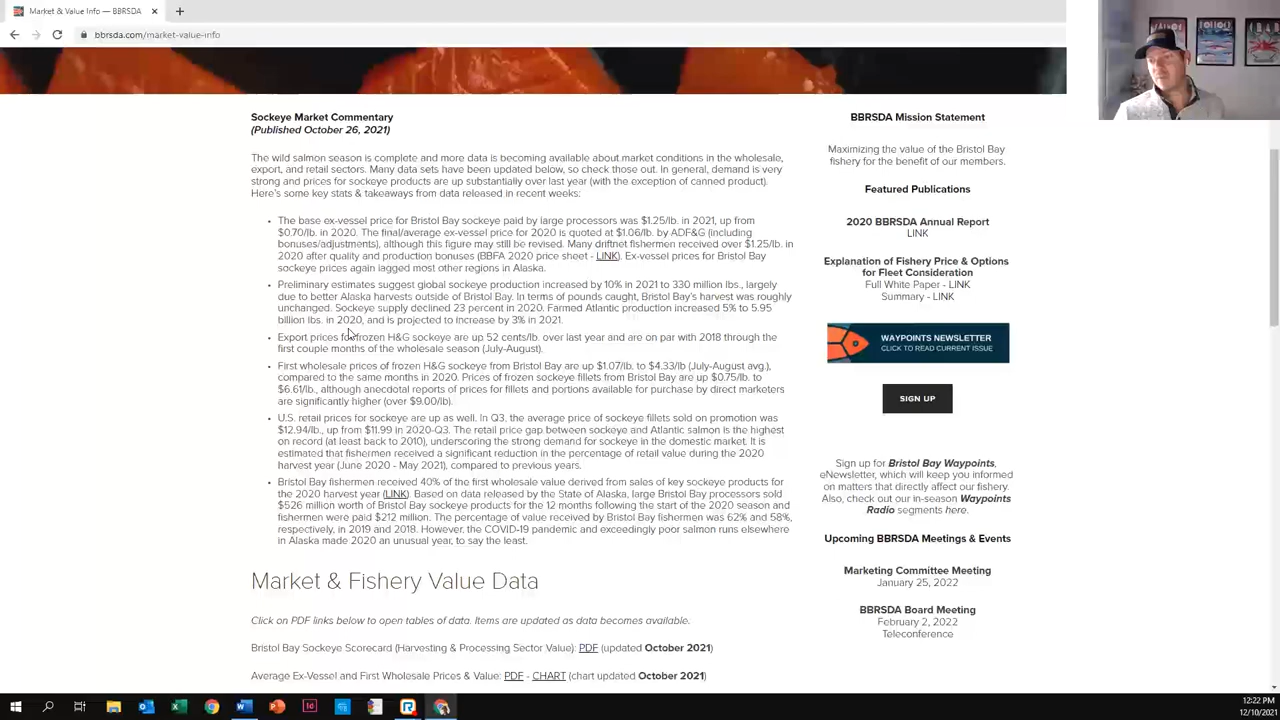 Market & Value Info — BBRSDA
bbrsda.com/market-value-info
Sockeye Market Commentary
(Published October 26, 2021)
The wild salmon season is complete and more data is becoming available about market conditions in the wholesale,
export, and retail sectors. Many data sets have been updated below, so check those out. In general, demand is very
strong and prices for sockeye products are up substantially over last year (with the exception of canned product).
Here's some key stats & takeaways from data released in recent weeks:
• The base ex-vessel price for Bristol Bay sockeye paid by large processors was $1.25/lb. in 2021, up from
$0.70/lb. in 2020. The final/average ex-vessel price for 2020 is quoted at $1.06/lb. by ADF&G (including
bonuses/adjustments), although this figure may still be revised. Many driftnet fishermen received over $1.25/lb. in
2020 after quality and production bonuses (BBFA 2020 price sheet - LINK). Ex-vessel prices for Bristol Bay
sockeye prices again lagged most other regions in Alaska.
• Preliminary estimates suggest global sockeye production increased by 10% in 2021 to 330 million lbs., largely
due to better Alaska harvests outside of Bristol Bay. In terms of pounds caught, Bristol Bay's harvest was roughly
unchanged. Sockeye supply declined 23 percent in 2020. Farmed Atlantic production increased 5% to 5.95
billion lbs. in 2020, and is projected to increase by 3% in 2021.
• Export prices for frozen H&G sockeye are up 52 cents/lb. over last year and are on par with 2018 through the
first couple months of the wholesale season (July-August).
• First wholesale prices of frozen H&G sockeye from Bristol Bay are up $1.07/lb. to $4.33/lb (July-August avg.),
compared to the same months in 2020. Prices of frozen sockeye fillets from Bristol Bay are up $0.75/lb. to
$6.61/lb., although anecdotal reports of prices for fillets and portions available for purchase by direct marketers
are significantly higher (over $9.00/lb).
• U.S. retail prices for sockeye are up as well. In Q3, the average price of sockeye fillets sold on promotion was
$12.94/lb., up from $11.99 in 2020-Q3. The retail price gap between sockeye and Atlantic salmon is the highest
on record (at least back to 2010), underscoring the strong demand for sockeye in the domestic market. It is
estimated that fishermen received a significant reduction in the percentage of retail value during the 2020
harvest year (June 2020 - May 2021), compared to previous years.
• Bristol Bay fishermen received 40% of the first wholesale value derived from sales of key sockeye products for
the 2020 harvest year (LINK). Based on data released by the State of Alaska, large Bristol Bay processors sold
$526 million worth of Bristol Bay sockeye products for the 12 months following the start of the 2020 season and
fishermen were paid $212 million. The percentage of value received by Bristol Bay fishermen was 62% and 58%,
respectively, in 2019 and 2018. However, the COVID-19 pandemic and exceedingly poor salmon runs elsewhere
in Alaska made 2020 an unusual year, to say the least.
Market & Fishery Value Data
Click on PDF links below to open tables of data. Items are updated as data becomes available.
Bristol Bay Sockeye Scorecard (Harvesting & Processing Sector Value): PDF (updated October 2021)
Average Ex-Vessel and First Wholesale Prices & Value: PDF - CHART (chart updated October 2021)
BBRSDA Mission Statement
Maximizing the value of the Bristol Bay
fishery for the benefit of our members.
Featured Publications
2020 BBRSDA Annual Report
LINK
Explanation of Fishery Price & Options
for Fleet Consideration
Full White Paper - LINK
Summary - LINK
WAYPOINTS NEWSLETTER
CLICK TO READ CURRENT ISSUE
SIGN UP
Sign up for Bristol Bay Waypoints,
eNewsletter, which will keep you informed
on matters that directly affect our fishery.
Also, check out our in-season Waypoints
Radio segments here.
Upcoming BBRSDA Meetings & Events
Marketing Committee Meeting
January 25, 2022
BBRSDA Board Meeting
February 2, 2022
Teleconference
12:22 PM
12/10/2021